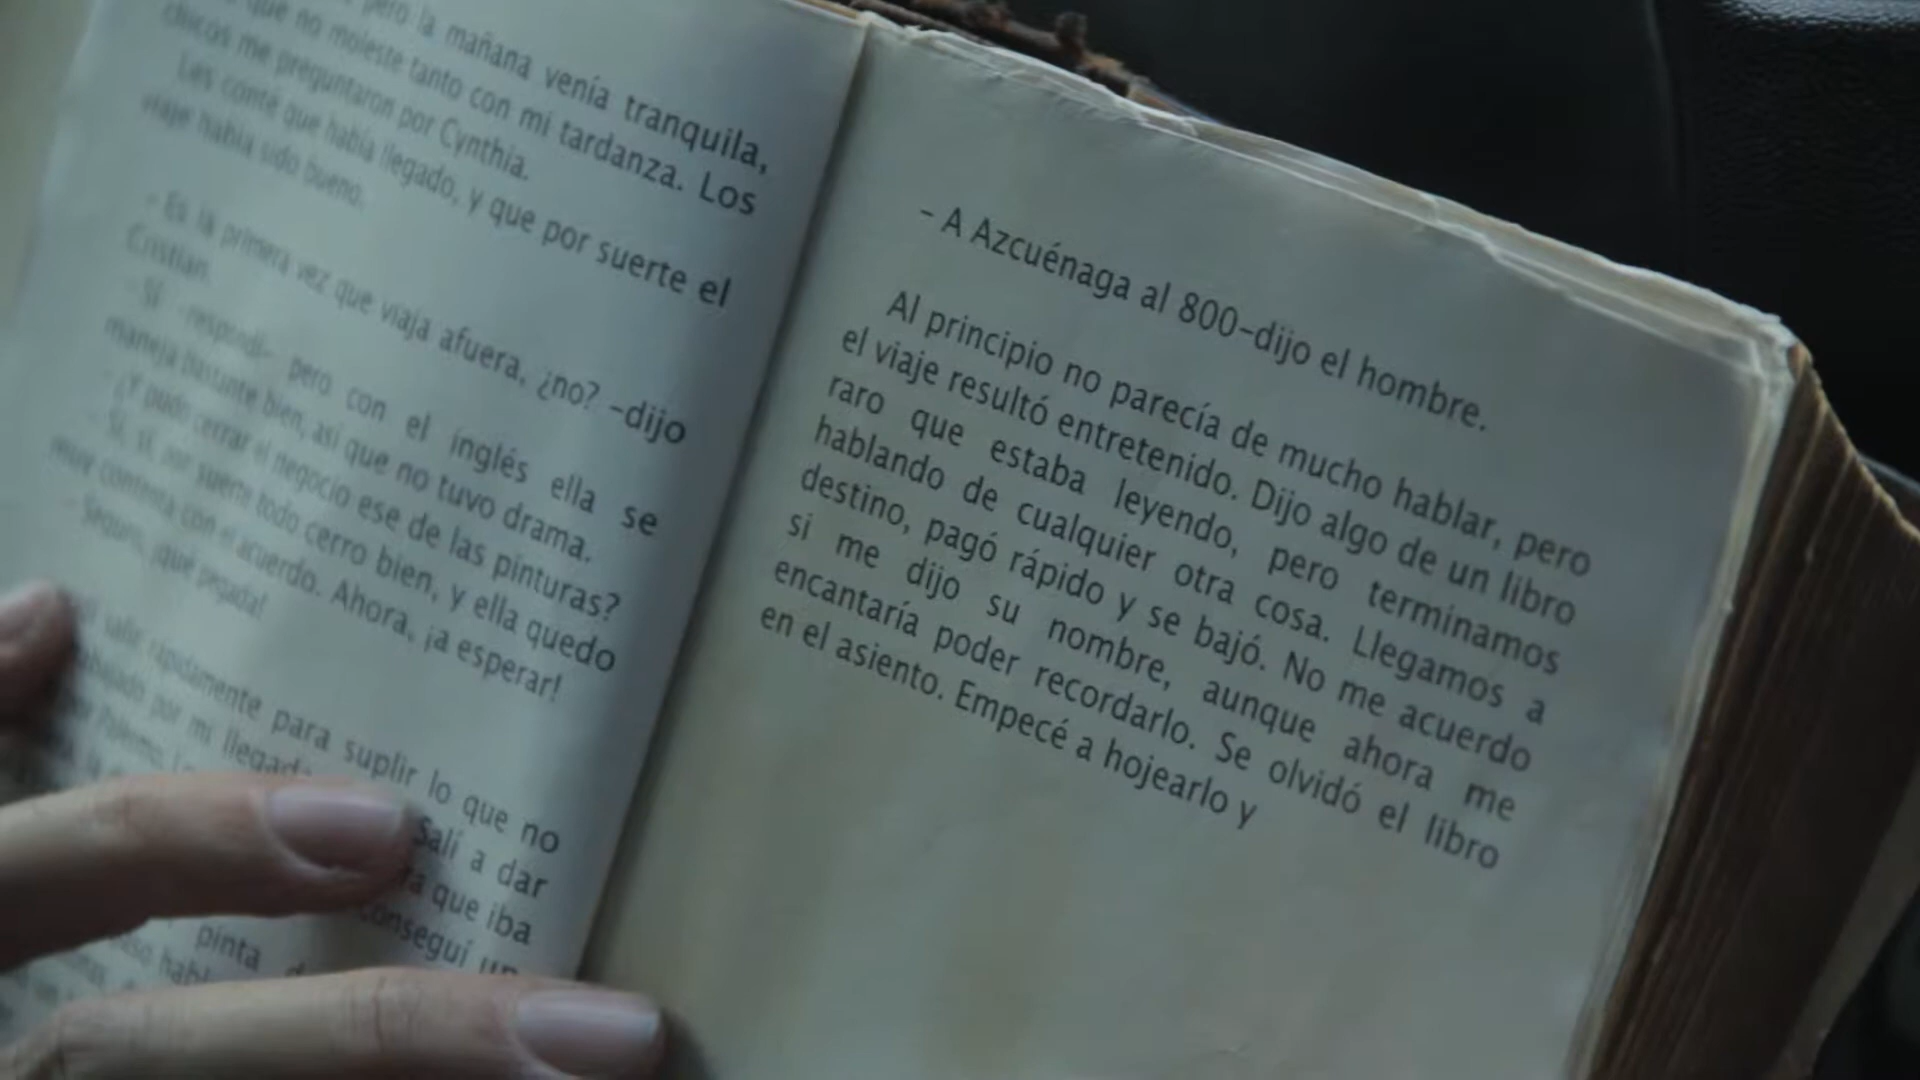 pero la mañana venía tranquila,
que no moleste tanto con mi tardanza. Los
chicos me preguntaron por Cynthia.
Les conté que había llegado, y que por suerte el
viaje había sido bueno.
- Es la primera vez que viaja afuera, ¿no? -dijo
Cristian.
- Sí -respondí- pero con el inglés ella se
maneja bastante bien, así que no tuvo drama.
- ¿Y pudo cerrar el negocio ese de las pinturas?
- Sí, sí, por suerte todo cerro bien, y ella quedo
muy contenta con el acuerdo. Ahora, ¡a esperar!
- Seguro, ¡qué pegada!
salir rápidamente para suplir lo que no
por mi llegada
Palermo. Salí a dar
que iba
conseguí un
pinta
- A Azcuénaga al 800-dijo el hombre.
Al principio no parecía de mucho hablar, pero
el viaje resultó entretenido. Dijo algo de un libro
raro que estaba leyendo, pero terminamos
hablando de cualquier otra cosa. Llegamos a
destino, pagó rápido y se bajó. No me acuerdo
si me dijo su nombre, aunque ahora me
encantaría poder recordarlo. Se olvidó el libro
en el asiento. Empecé a hojearlo y